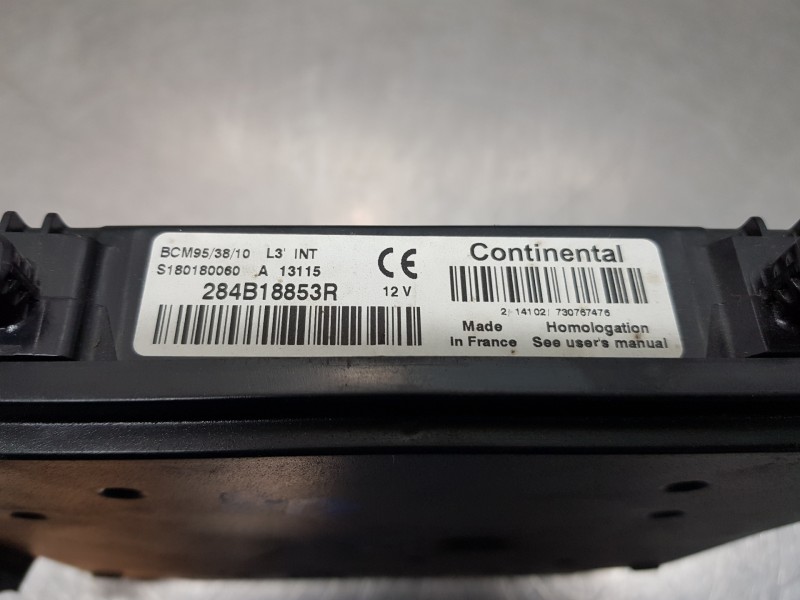 BCM95/38/10 L3' INT
S180180060 A 13115
284B18853R
CE
12 V
Continental
2 14102 730767476
Made in France
Homologation See user's manual